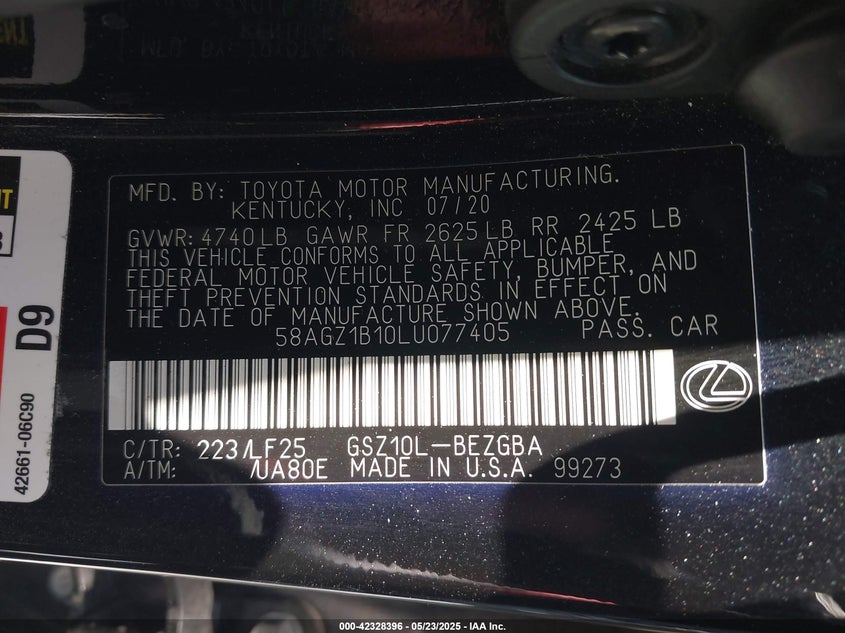 MFD. BY: TOYOTA MOTOR MANUFACTURING.
KENTUCKY, INC 07/20
GVWR: 4740LB GAWR FR 2625LB RR 2425 LB
THIS VEHICLE CONFORMS TO ALL APPLICABLE
FEDERAL MOTOR VEHICLE SAFETY, BUMPER, AND
THEFT PREVENTION STANDARDS IN EFFECT ON
THE DATE OF MANUFACTURE SHOWN ABOVE.
58AGZ1B10LU077405 PASS. CAR
C/TR: 223/LF25 GSZ10L-BEZGBA
A/TM: /UA80E MADE IN U.S.A. 99273
D9
42661-06C90
000-42328396 - 05/23/2025 - IAA Inc.